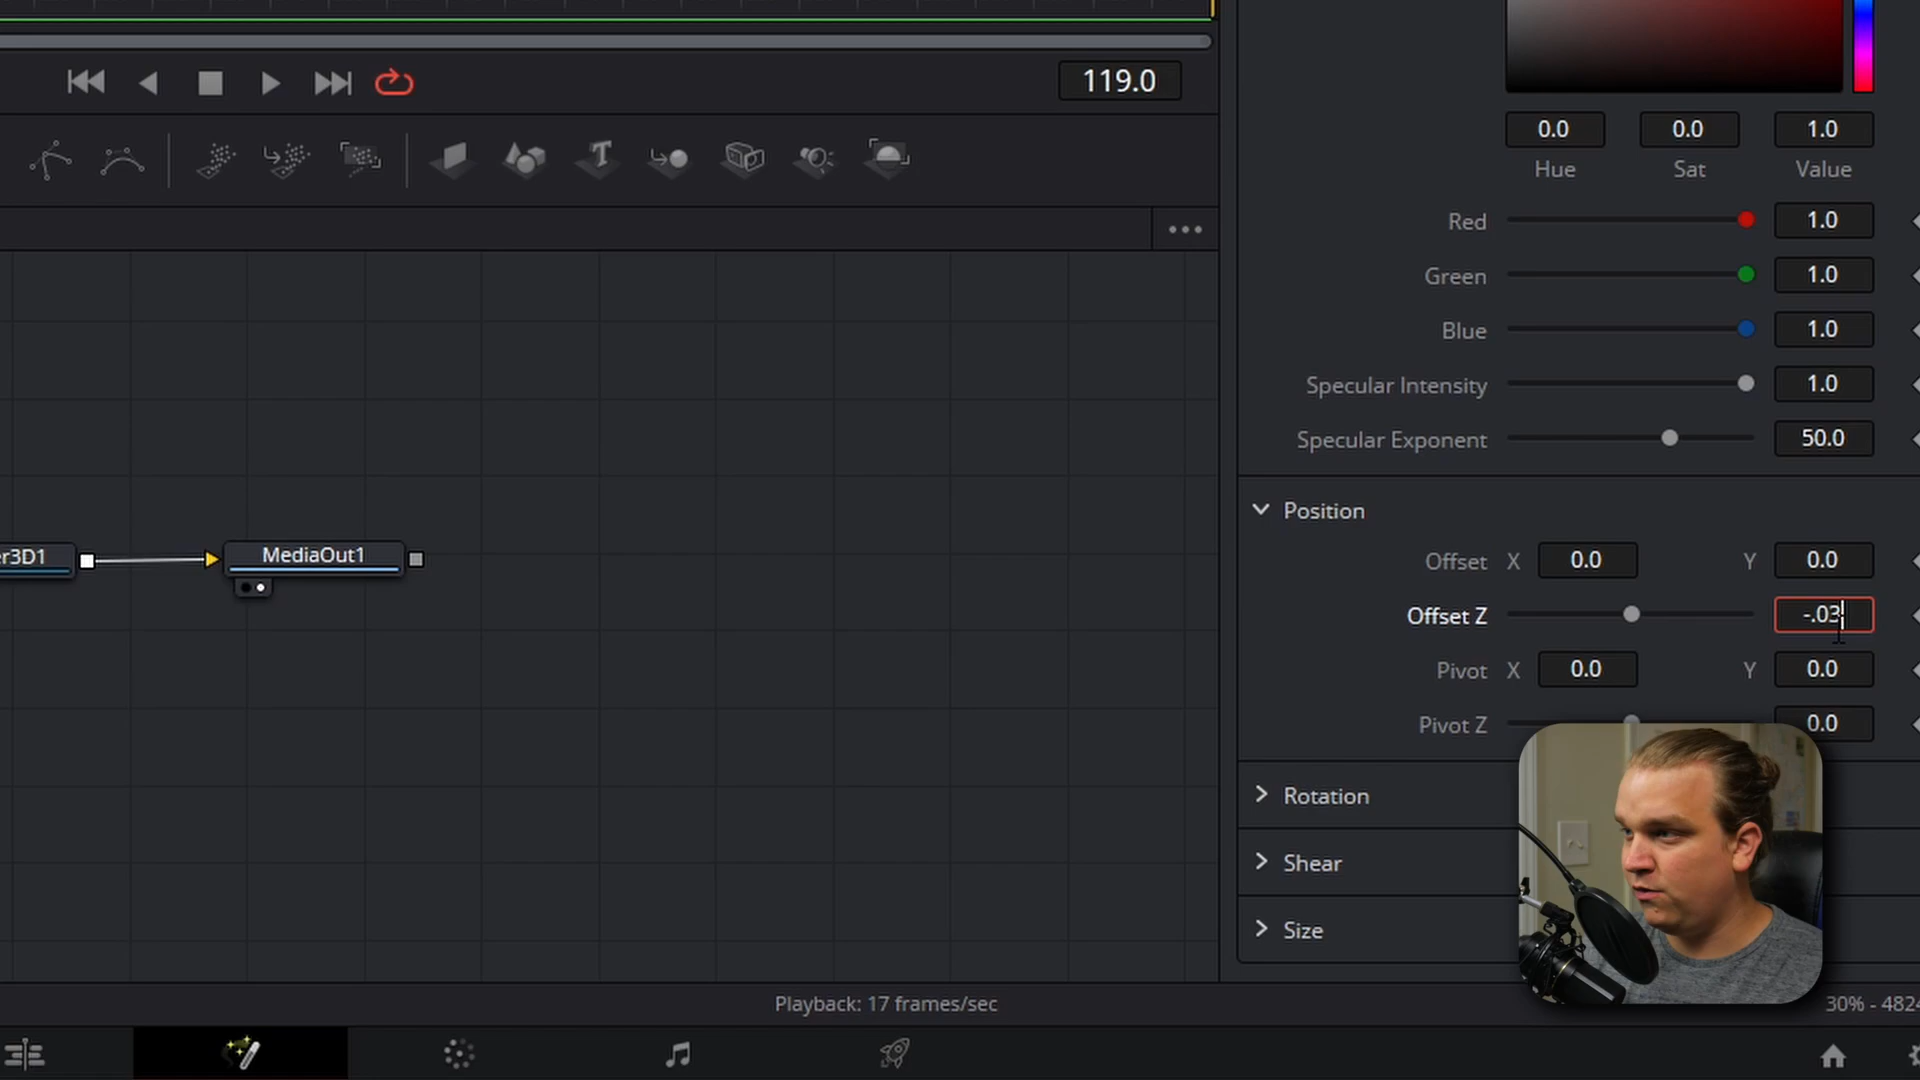 119.0
0.0 0.0 1.0
Hue Sat Value
Red 1.0
Green 1.0
Blue 1.0
Specular Intensity 1.0
Specular Exponent 50.0
Position
Offset X 0.0 Y 0.0
Offset Z -.03
Pivot X 0.0 Y 0.0
Pivot Z 0.0
Rotation
Shear
Size
er3D1
MediaOut1
Playback: 17 frames/sec
30% - 4824